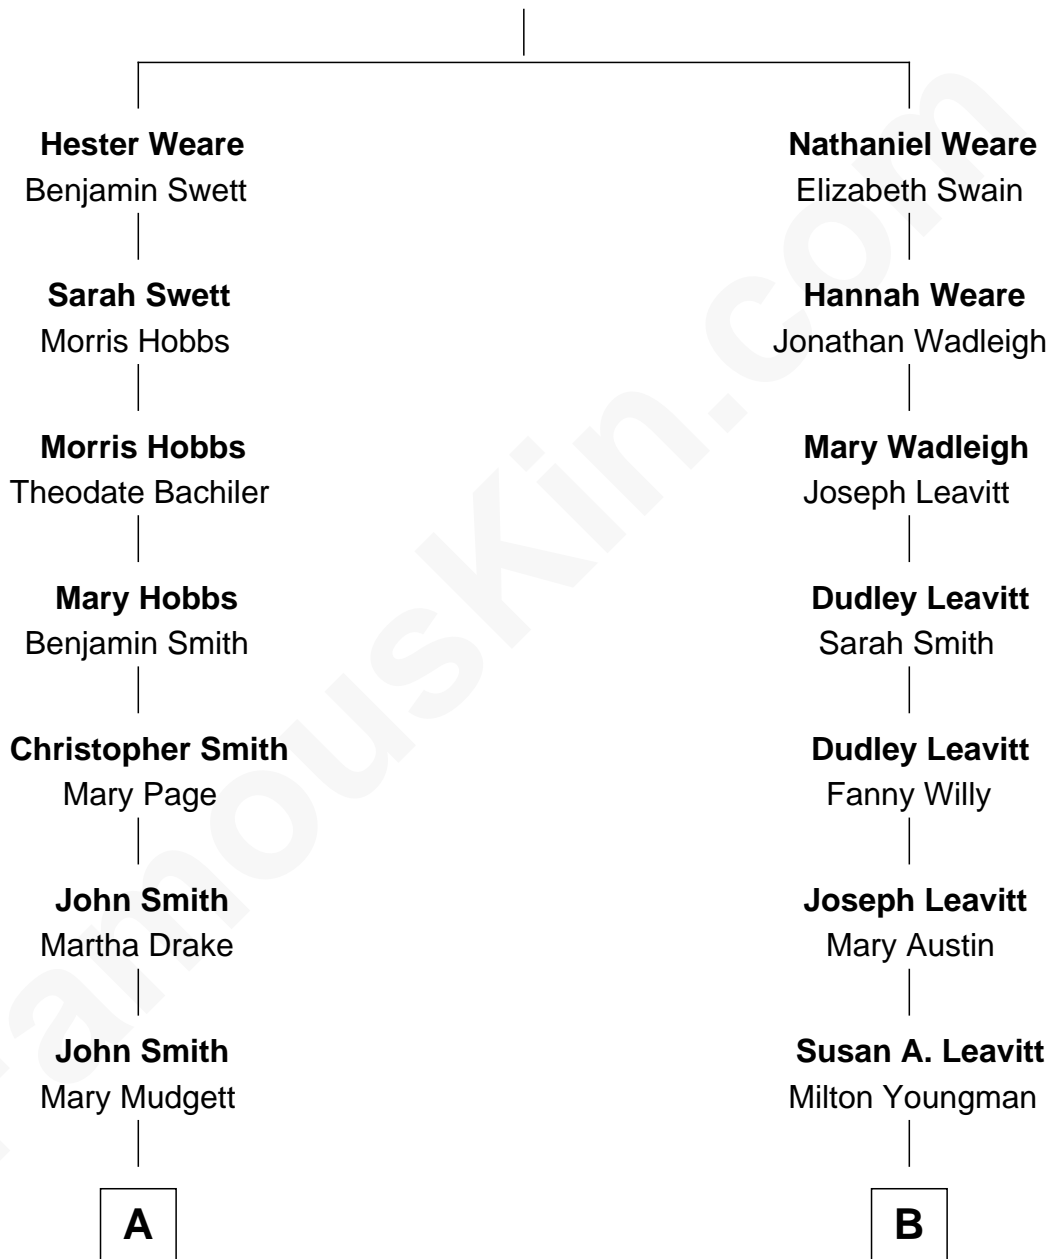 Hester Weare
Benjamin Swett
Sarah Swett
Morris Hobbs
Morris Hobbs
Theodate Bachiler
Mary Hobbs
Benjamin Smith
Christopher Smith
Mary Page
John Smith
Martha Drake
John Smith
Mary Mudgett
A
Nathaniel Weare
Elizabeth Swain
Hannah Weare
Jonathan Wadleigh
Mary Wadleigh
Joseph Leavitt
Dudley Leavitt
Sarah Smith
Dudley Leavitt
Fanny Willy
Joseph Leavitt
Mary Austin
Susan A. Leavitt
Milton Youngman
B
FamousKin.com